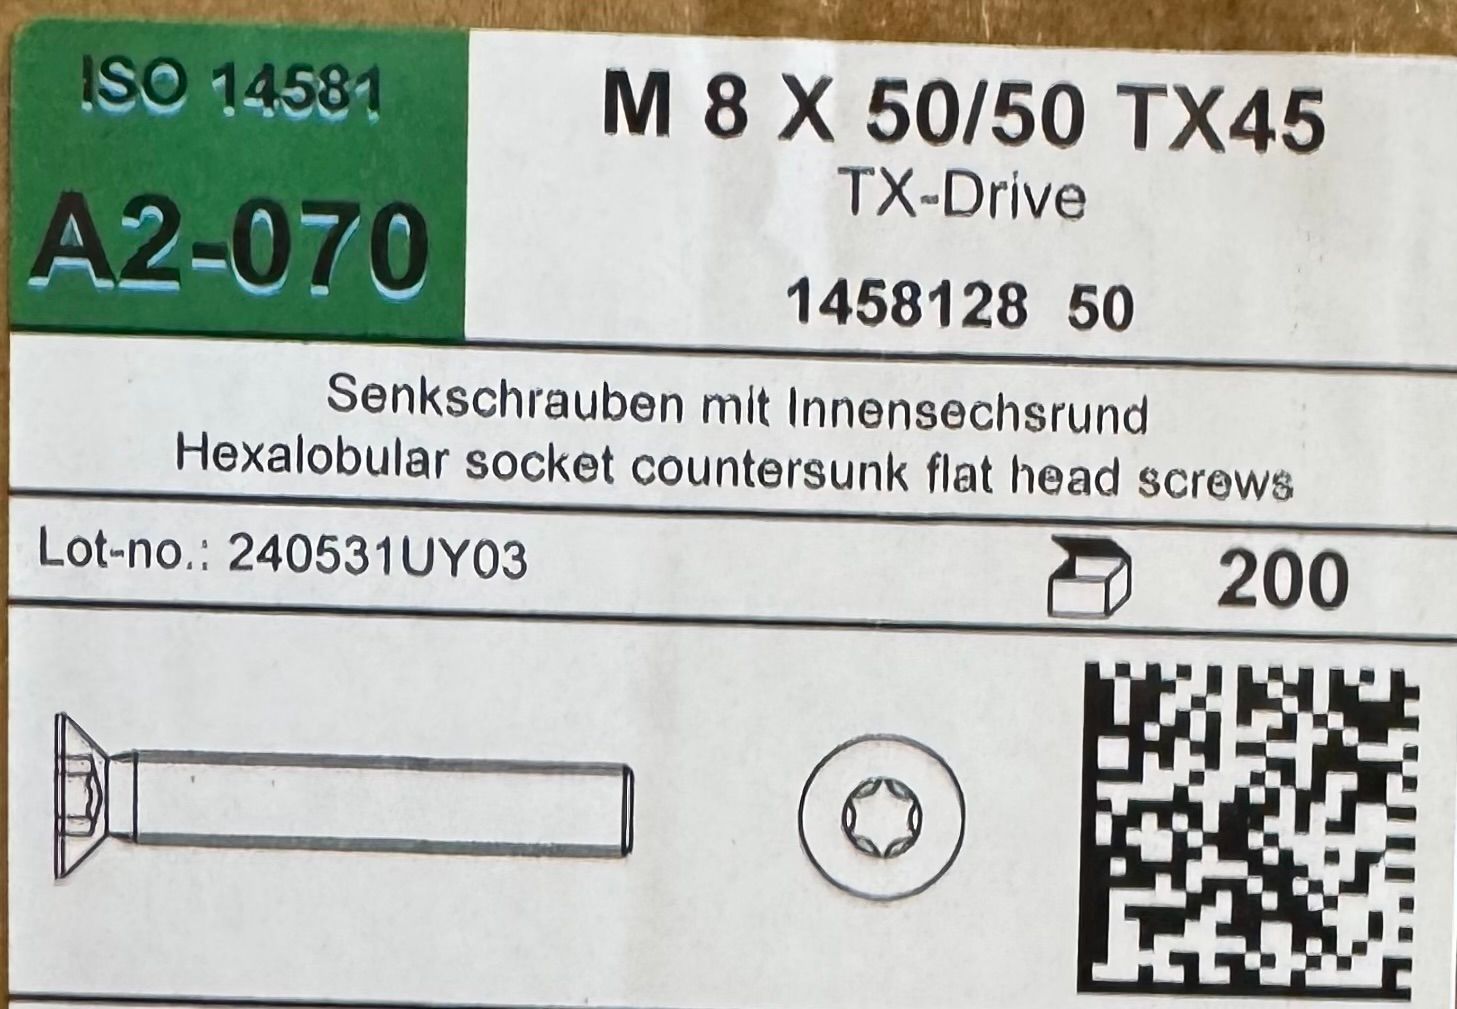 ISO 14581
A2-070
M 8 X 50/50 TX45
TX-Drive
1458128 50
Senkschrauben mit Innensechsrund
Hexalobular socket countersunk flat head screws
Lot-no.: 240531UY03
200